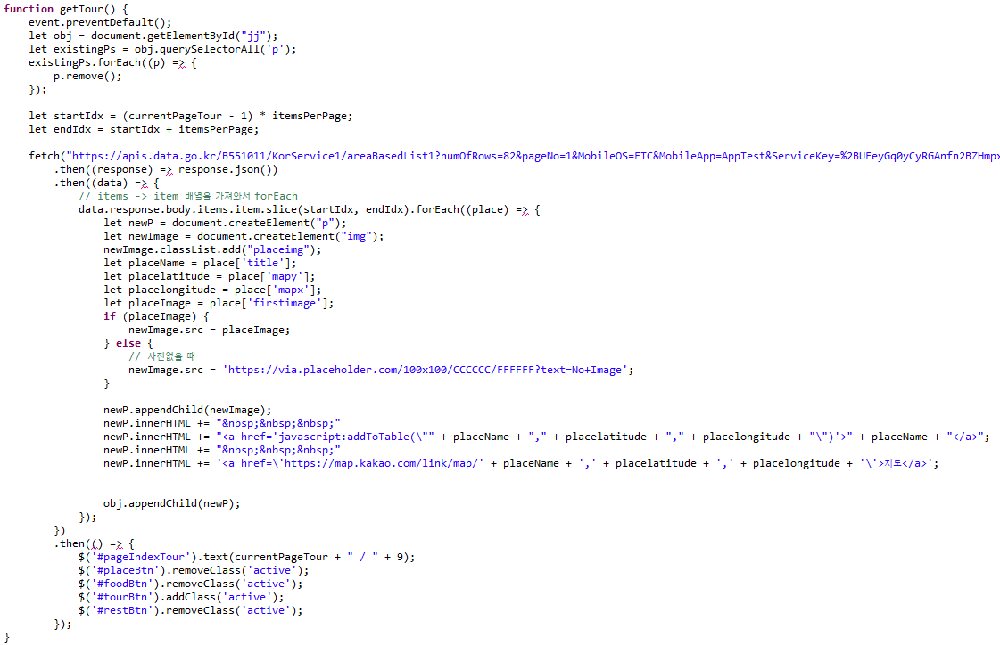 function getTour() {
    event.preventDefault();
    let obj = document.getElementById("jj");
    let existingPs = obj.querySelectorAll('p');
    existingPs.forEach((p) => {
        p.remove();
    });

    let startIdx = (currentPageTour - 1) * itemsPerPage;
    let endIdx = startIdx + itemsPerPage;

    fetch("https://apis.data.go.kr/B551011/KorService1/areaBasedList1?numOfRows=82&pageNo=1&MobileOS=ETC&MobileApp=AppTest&ServiceKey=%2BUFeyGq0yCyRGAnfn2BZHmpx
        .then((response) => response.json())
        .then((data) => {
            // items -> item 배열을 가져와서 forEach
            data.response.body.items.item.slice(startIdx, endIdx).forEach((place) => {
                let newP = document.createElement("p");
                let newImage = document.createElement("img");
                newImage.classList.add("placeimg");
                let placeName = place['title'];
                let placelatitude = place['mapy'];
                let placelongitude = place['mapx'];
                let placeImage = place['firstimage'];
                if (placeImage) {
                    newImage.src = placeImage;
                } else {
                    // 사진없을 때
                    newImage.src = 'https://via.placeholder.com/100x100/CCCCCC/FFFFFF?text=No+Image';
                }

                newP.appendChild(newImage);
                newP.innerHTML += "&nbsp;&nbsp;&nbsp;"
                newP.innerHTML += "<a href='javascript:addToTable(\"" + placeName + "," + placelatitude + "," + placelongitude + "\")'>" + placeName + "</a>";
                newP.innerHTML += "&nbsp;&nbsp;&nbsp;"
                newP.innerHTML += '<a href=\'https://map.kakao.com/link/map/' + placeName + ',' + placelatitude + ',' + placelongitude + '\'>지도</a>';


                obj.appendChild(newP);
            });
        })
        .then(() => {
            $('#pageIndexTour').text(currentPageTour + " / " + 9);
            $('#placeBtn').removeClass('active');
            $('#foodBtn').removeClass('active');
            $('#tourBtn').addClass('active');
            $('#restBtn').removeClass('active');
        });
}